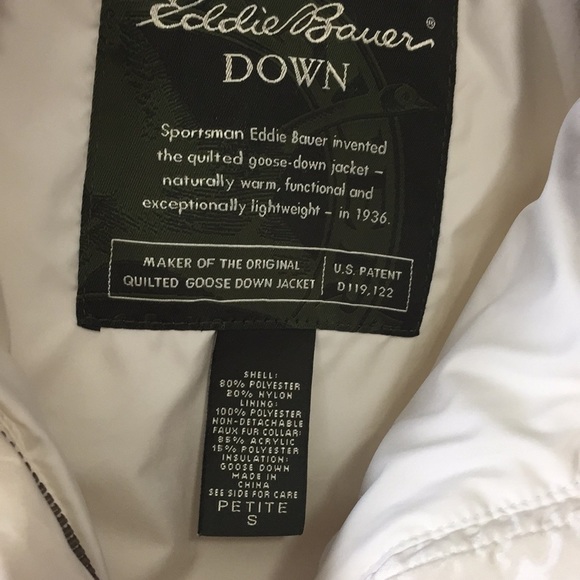 Eddie Bauer ®
DOWN
Sportsman Eddie Bauer invented
the quilted goose-down jacket –
naturally warm, functional and
exceptionally lightweight – in 1936.
MAKER OF THE ORIGINAL
QUILTED GOOSE DOWN JACKET
U.S. PATENT
D119,122
SHELL:
80% POLYESTER
20% NYLON
LINING:
100% POLYESTER
NON-DETACHABLE
FAUX FUR COLLAR:
85% ACRYLIC
15% POLYESTER
INSULATION:
GOOSE DOWN
MADE IN
CHINA
SEE SIDE FOR CARE
PETITE
S